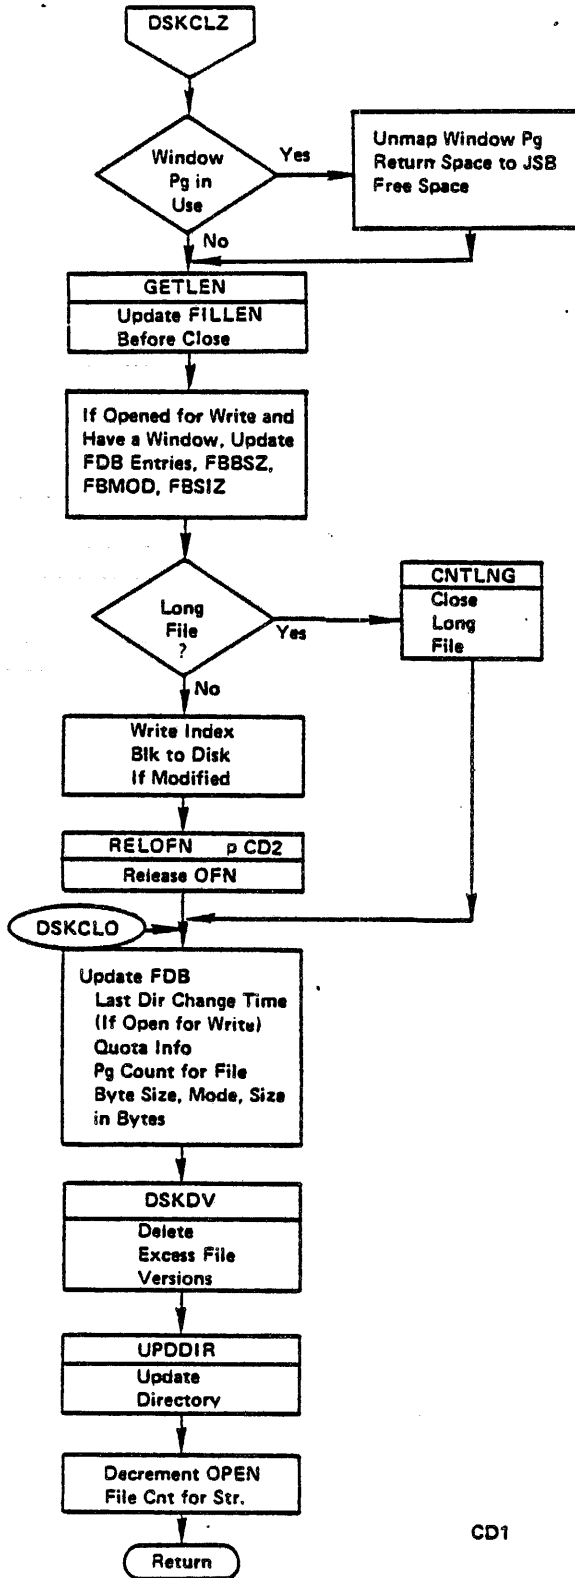 DSKCLZ
Window
Pg in
Use
Yes
Unmap Window Pg
Return Space to JSB
Free Space
No
GETLEN
Update FILLEN
Before Close
If Opened for Write and
Have a Window, Update
FDB Entries, FBBSZ,
FBMOD, FBSIZ
Long
File
?
Yes
CNTLNG
Close
Long
File
No
Write Index
Blk to Disk
If Modified
RELOFN p CD2
Release OFN
DSKCLO
Update FDB
Last Dir Change Time
(If Open for Write)
Quota Info
Pg Count for File
Byte Size, Mode, Size
in Bytes
DSKDV
Delete
Excess File
Versions
UPDDIR
Update
Directory
Decrement OPEN
File Cnt for Str.
CD1
Return